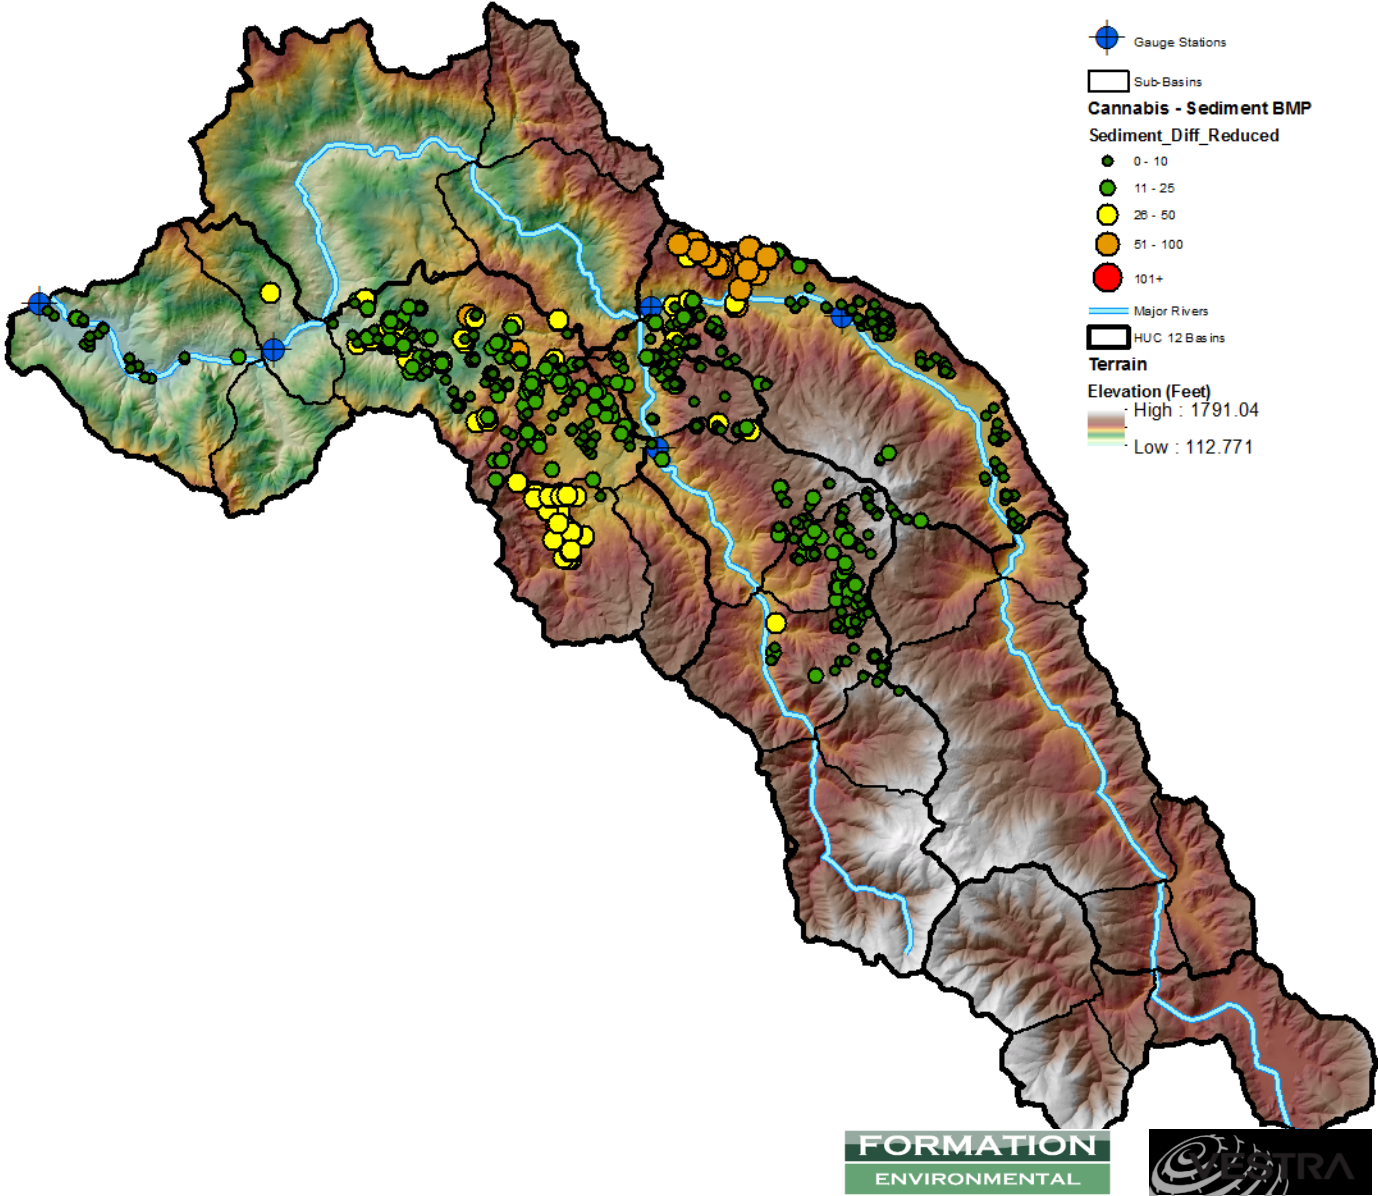 Gauge Stations
Sub-Basins
Cannabis - Sediment BMP
Sediment_Diff_Reduced
0 - 10
11 - 25
26 - 50
51 - 100
101+
Major Rivers
HUC 12 Basins
Terrain
Elevation (Feet)
High : 1791.04
Low : 112.771
FORMATION
ENVIRONMENTAL
VESTRA